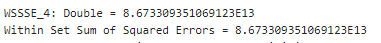 WSSSE_4: Double = 8.673309351069123E13
Within Set Sum of Squared Errors = 8.673309351069123E13